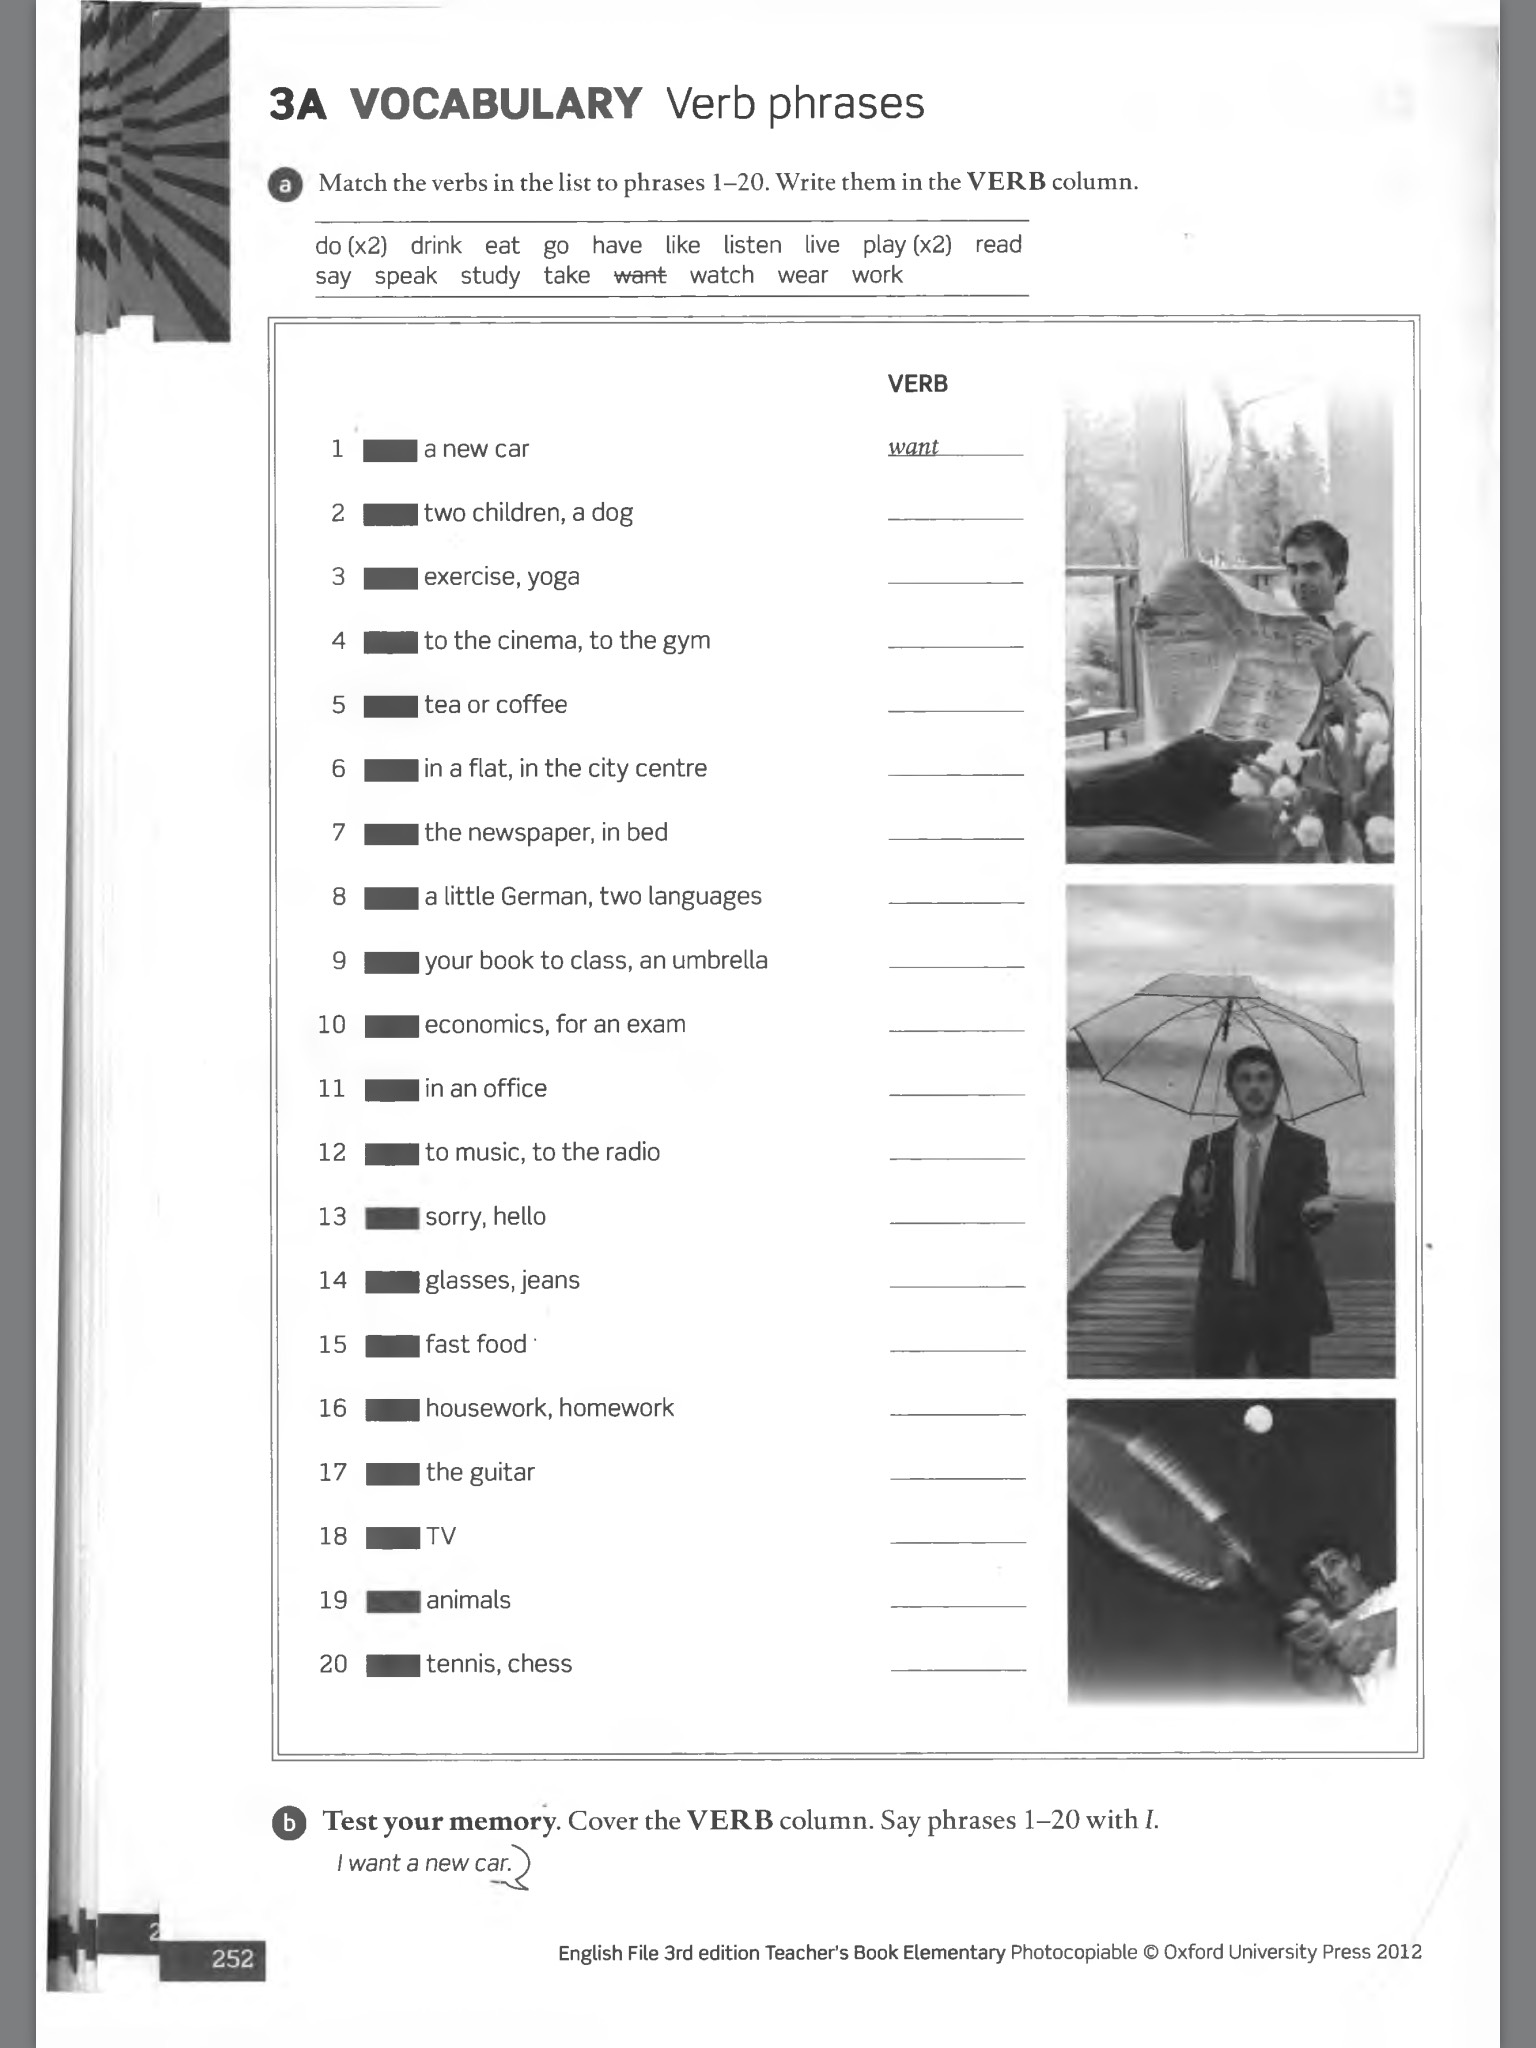 3A VOCABULARY Verb phrases
a Match the verbs in the list to phrases 1–20. Write them in the VERB column.
do (x2) drink eat go have like listen live play (x2) read
say speak study take want watch wear work
VERB
1 a new car want
2 two children, a dog
3 exercise, yoga
4 to the cinema, to the gym
5 tea or coffee
6 in a flat, in the city centre
7 the newspaper, in bed
8 a little German, two languages
9 your book to class, an umbrella
10 economics, for an exam
11 in an office
12 to music, to the radio
13 sorry, hello
14 glasses, jeans
15 fast food
16 housework, homework
17 the guitar
18 TV
19 animals
20 tennis, chess
b Test your memory. Cover the VERB column. Say phrases 1–20 with I.
I want a new car.
2
252
English File 3rd edition Teacher's Book Elementary Photocopiable © Oxford University Press 2012